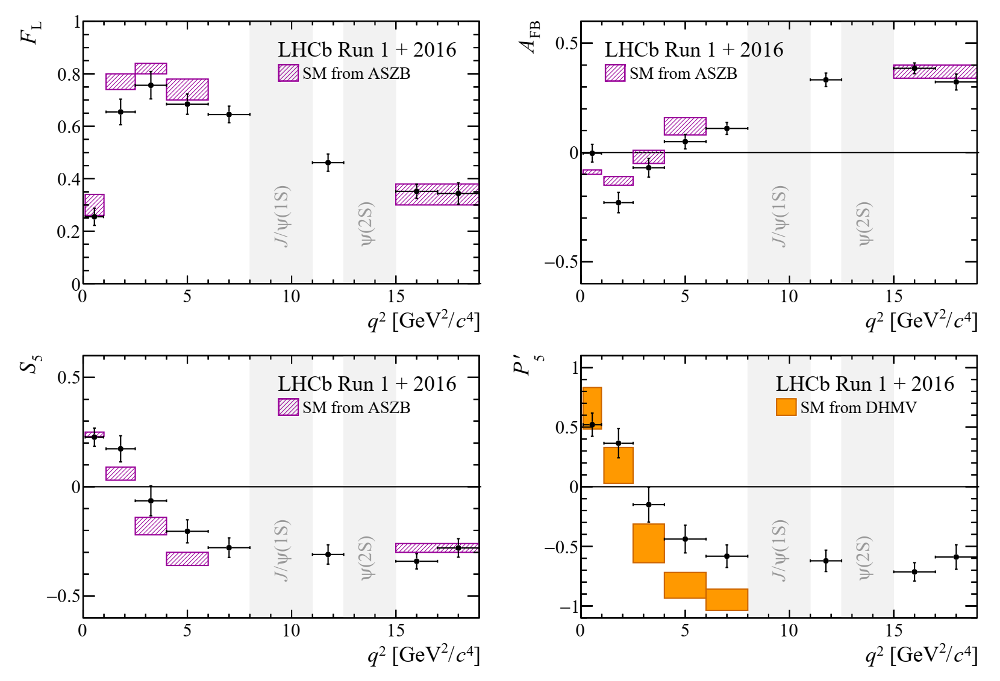 F_L
1
0.8
0.6
0.4
0.2
0
LHCb Run 1 + 2016
SM from ASZB
J/ψ(1S)
ψ(2S)
0 5 10 15
q² [GeV²/c⁴]
A_FB
0.5
0
−0.5
LHCb Run 1 + 2016
SM from ASZB
J/ψ(1S)
ψ(2S)
0 5 10 15
q² [GeV²/c⁴]
S₅
0.5
0
−0.5
LHCb Run 1 + 2016
SM from ASZB
J/ψ(1S)
ψ(2S)
0 5 10 15
q² [GeV²/c⁴]
P′₅
1
0.5
0
−0.5
−1
LHCb Run 1 + 2016
SM from DHMV
J/ψ(1S)
ψ(2S)
0 5 10 15
q² [GeV²/c⁴]